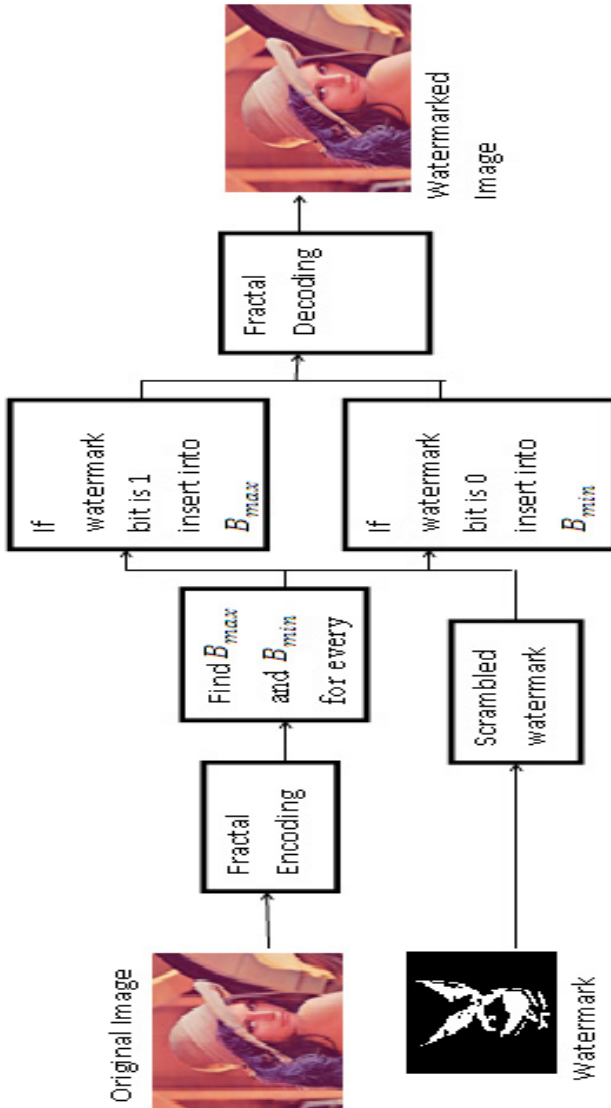 Original Image
Fractal
Encoding
Find B_max
and B_min
for every
If
watermark
bit is 1
insert into
B_max
Fractal
Decoding
Watermarked
Image
Watermark
Scrambled
watermark
If
watermark
bit is 0
insert into
B_min